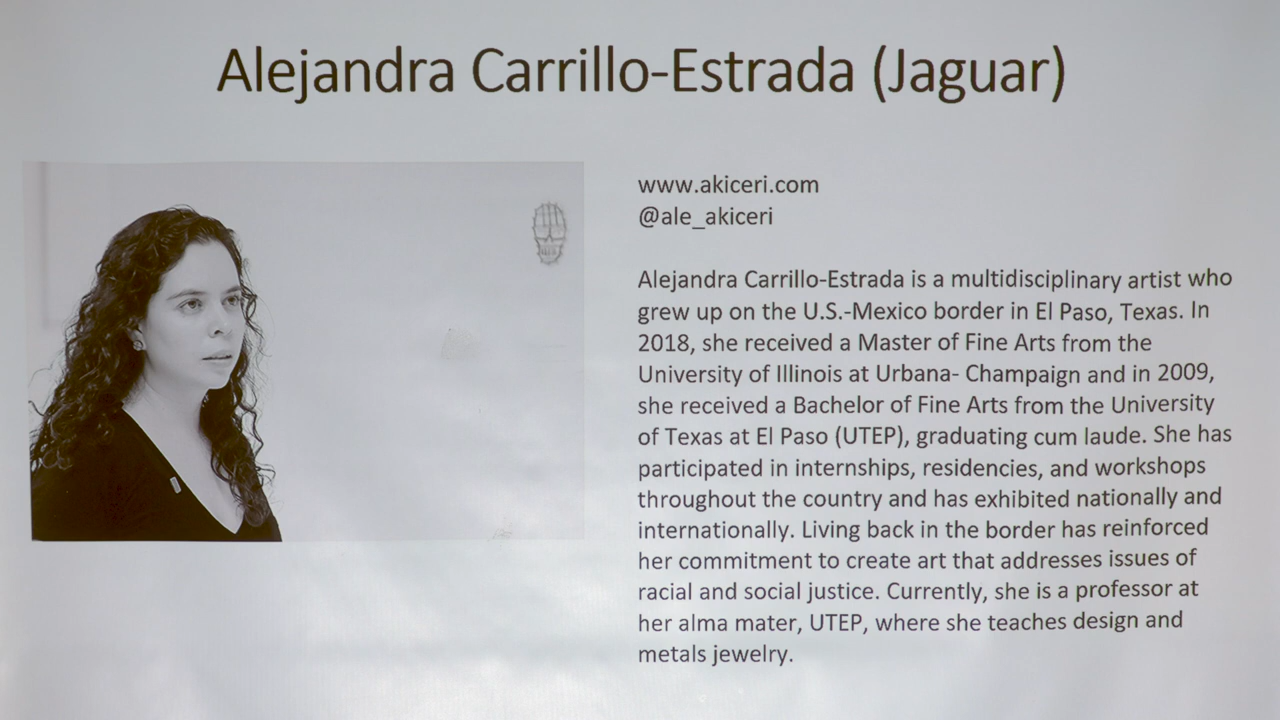 Alejandra Carrillo-Estrada (Jaguar)
www.akiceri.com
@ale_akiceri
Alejandra Carrillo-Estrada is a multidisciplinary artist who
grew up on the U.S.-Mexico border in El Paso, Texas. In
2018, she received a Master of Fine Arts from the
University of Illinois at Urbana- Champaign and in 2009,
she received a Bachelor of Fine Arts from the University
of Texas at El Paso (UTEP), graduating cum laude. She has
participated in internships, residencies, and workshops
throughout the country and has exhibited nationally and
internationally. Living back in the border has reinforced
her commitment to create art that addresses issues of
racial and social justice. Currently, she is a professor at
her alma mater, UTEP, where she teaches design and
metals jewelry.